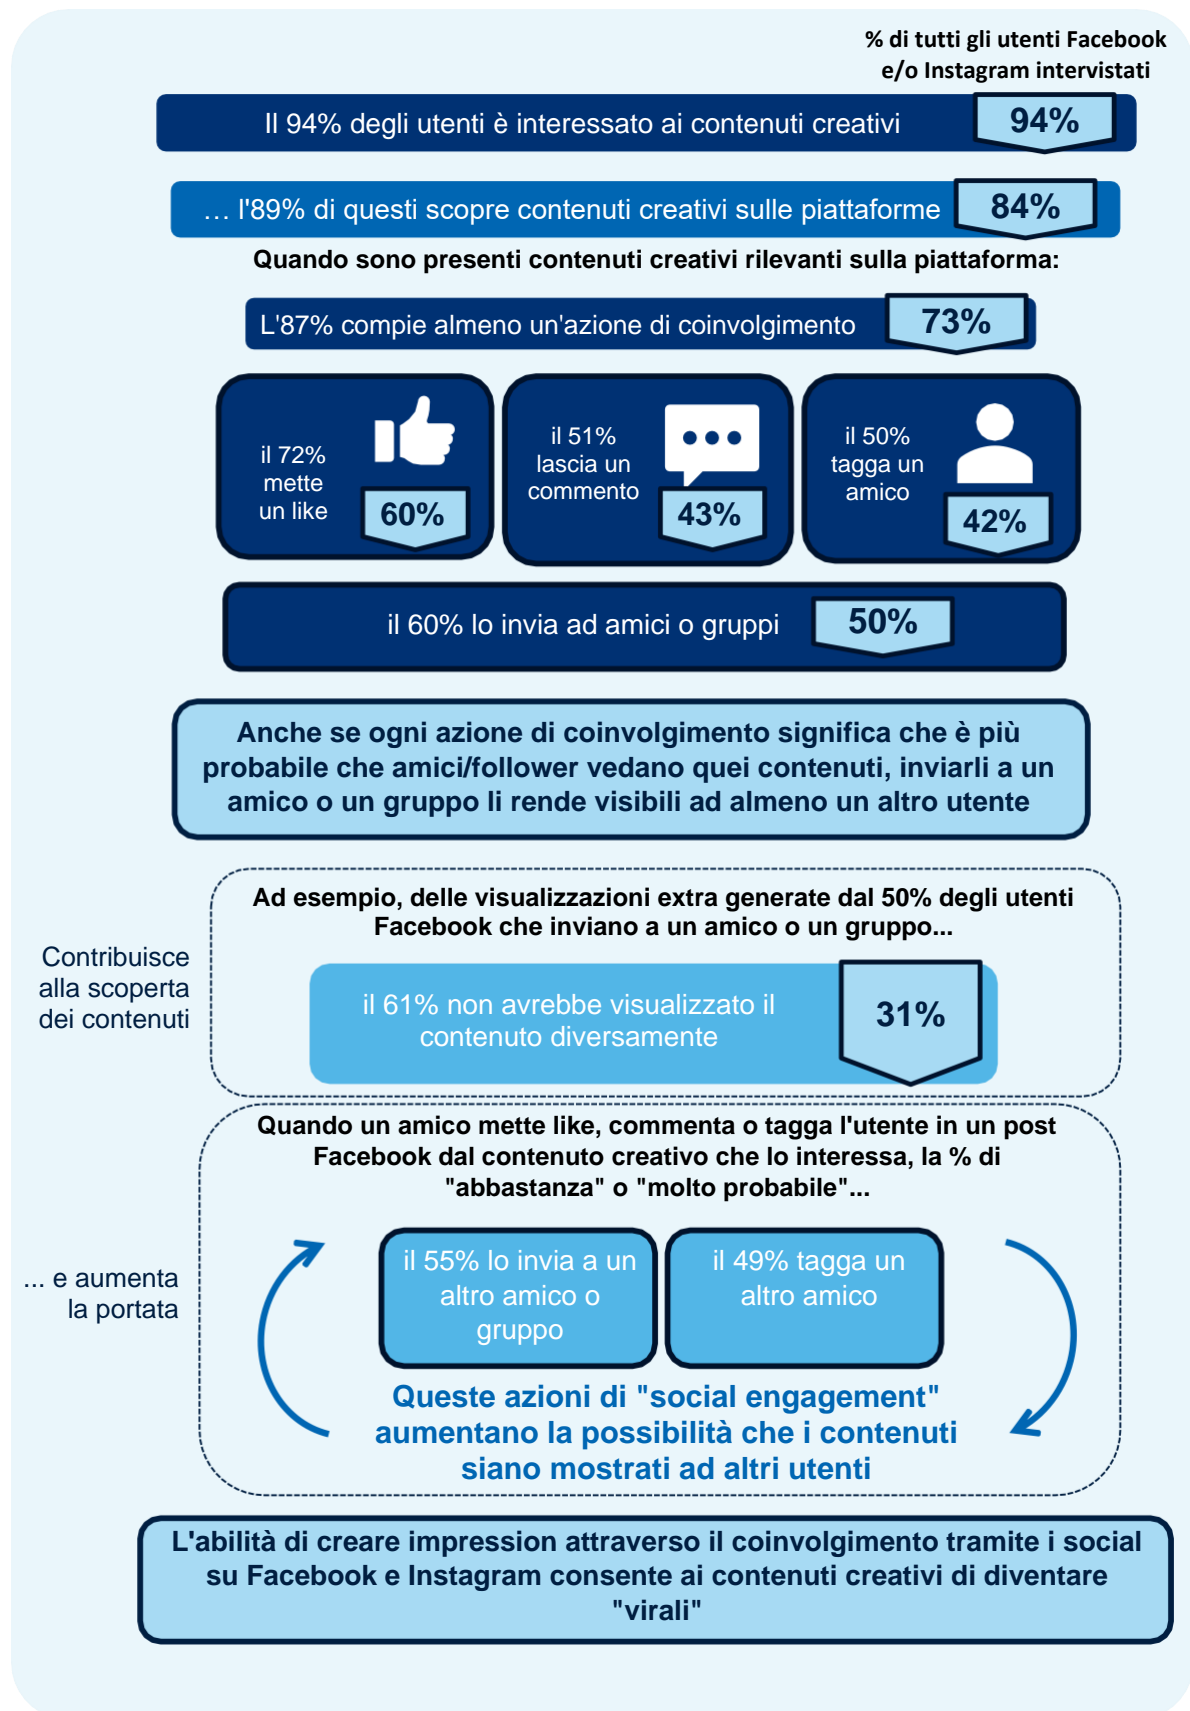 % di tutti gli utenti Facebook
e/o Instagram intervistati
Il 94% degli utenti è interessato ai contenuti creativi
94%
… l'89% di questi scopre contenuti creativi sulle piattaforme
84%
Quando sono presenti contenuti creativi rilevanti sulla piattaforma:
L'87% compie almeno un'azione di coinvolgimento
73%
il 72%
mette
un like
60%
il 51%
lascia un
commento
43%
il 50%
tagga un
amico
42%
il 60% lo invia ad amici o gruppi
50%
Anche se ogni azione di coinvolgimento significa che è più
probabile che amici/follower vedano quei contenuti, inviarli a un
amico o un gruppo li rende visibili ad almeno un altro utente
Contribuisce
alla scoperta
dei contenuti
Ad esempio, delle visualizzazioni extra generate dal 50% degli utenti
Facebook che inviano a un amico o un gruppo...
il 61% non avrebbe visualizzato il
contenuto diversamente
31%
... e aumenta
la portata
Quando un amico mette like, commenta o tagga l'utente in un post
Facebook dal contenuto creativo che lo interessa, la % di
"abbastanza" o "molto probabile"...
il 55% lo invia a un
altro amico o
gruppo
il 49% tagga un
altro amico
Queste azioni di "social engagement"
aumentano la possibilità che i contenuti
siano mostrati ad altri utenti
L'abilità di creare impression attraverso il coinvolgimento tramite i social
su Facebook e Instagram consente ai contenuti creativi di diventare
"virali"